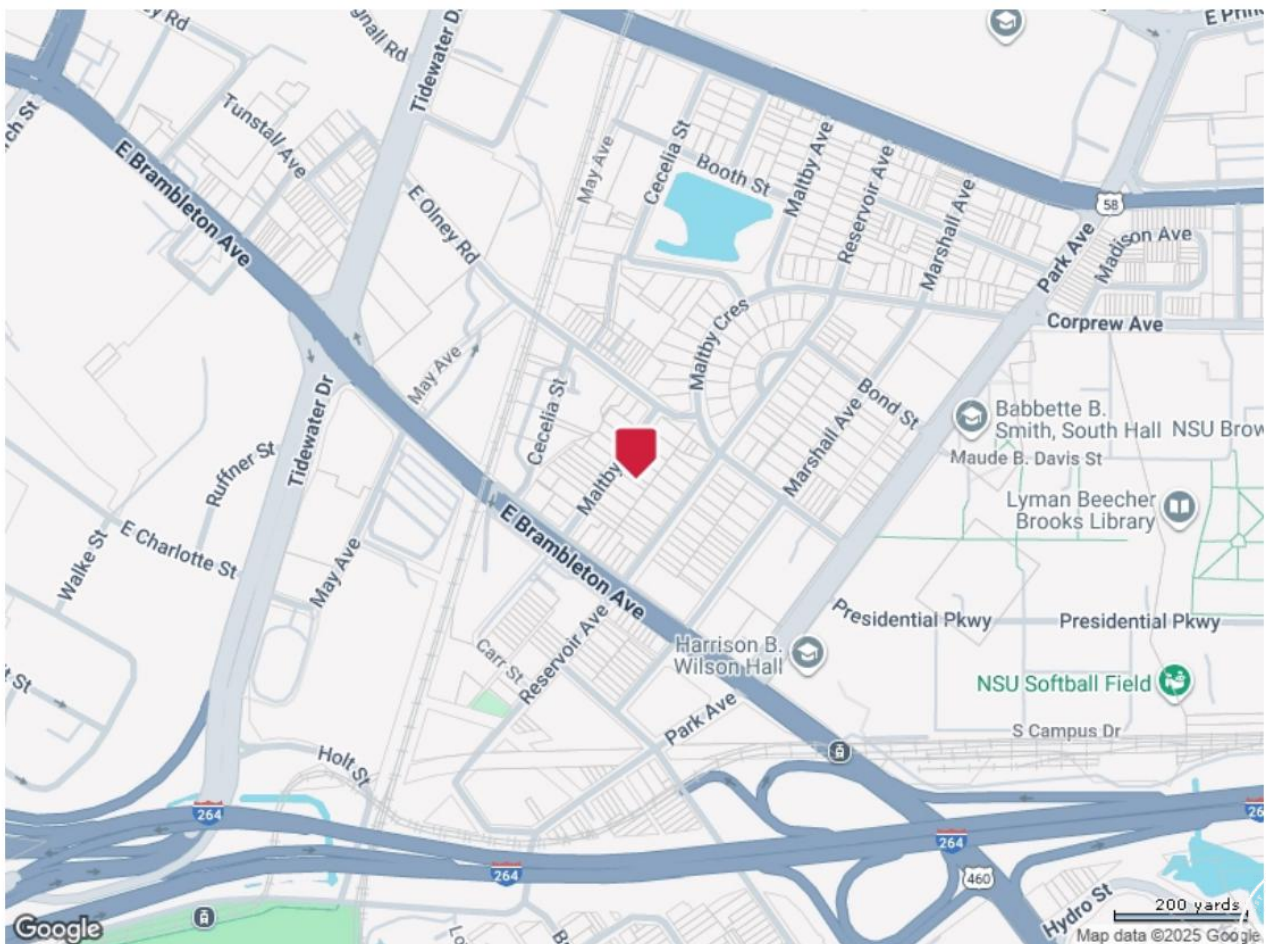 E Princ
Tidewater Dr
Tunstall Ave
May Ave
Cecelia St
Booth St
Maltby Ave
Reservoir Ave
Marshall Ave
58
Park Ave
Madison Ave
E Brambleton Ave
E Olney Rd
Maltby Cres
Corprew Ave
Tidewater Dr
May Ave
Cecelia St
Bond St
Babbette B.
Smith, South Hall
NSU Brow
Maude B. Davis St
Ruffner St
Maltby
Marshall Ave
Lyman Beecher
Brooks Library
E Charlotte St
Walke St
May Ave
E Brambleton Ave
Presidential Pkwy
Presidential Pkwy
Carr St
Reservoir Ave
Harrison B.
Wilson Hall
NSU Softball Field
Park Ave
S Campus Dr
Holt St
264
264
264
460
Hydro St
200 yards
Google
Map data ©2025 Google